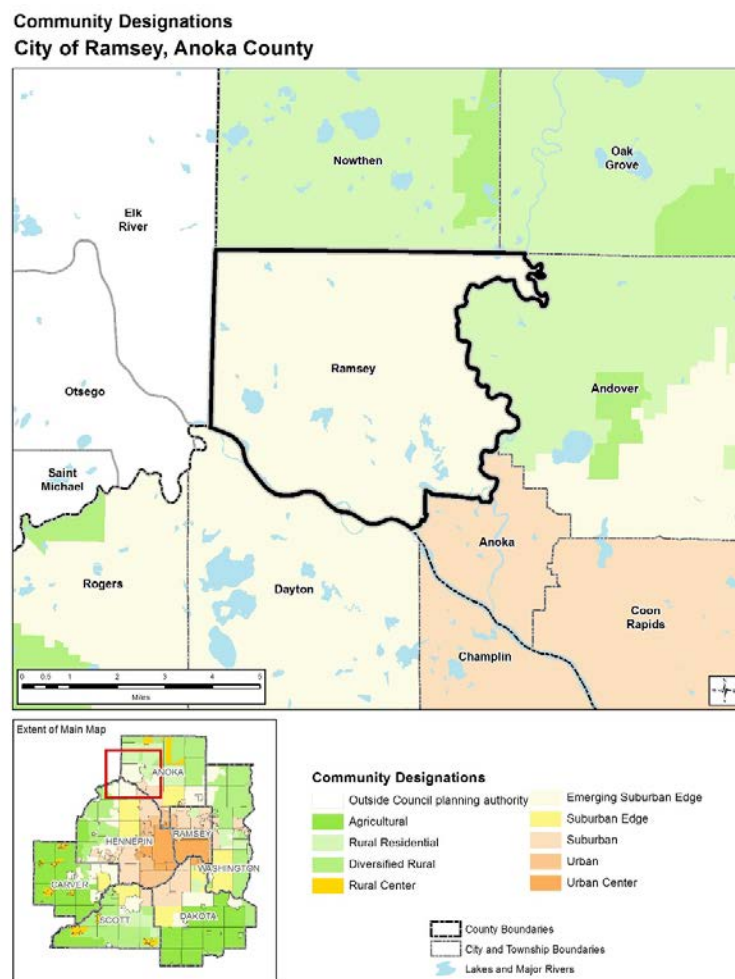 Community Designations
City of Ramsey, Anoka County
Nowthen
Oak
Grove
Elk
River
Ramsey
Andover
Otsego
Saint
Michael
Anoka
Rogers
Dayton
Coon
Rapids
Champlin
0 0.5 1 2 3 4 5
Miles
Extent of Main Map
ANOKA
HENNEPIN
RAMSEY
WASHINGTON
CARVER
SCOTT
DAKOTA
Community Designations
Outside Council planning authority
Agricultural
Rural Residential
Diversified Rural
Rural Center
Emerging Suburban Edge
Suburban Edge
Suburban
Urban
Urban Center
County Boundaries
City and Township Boundaries
Lakes and Major Rivers